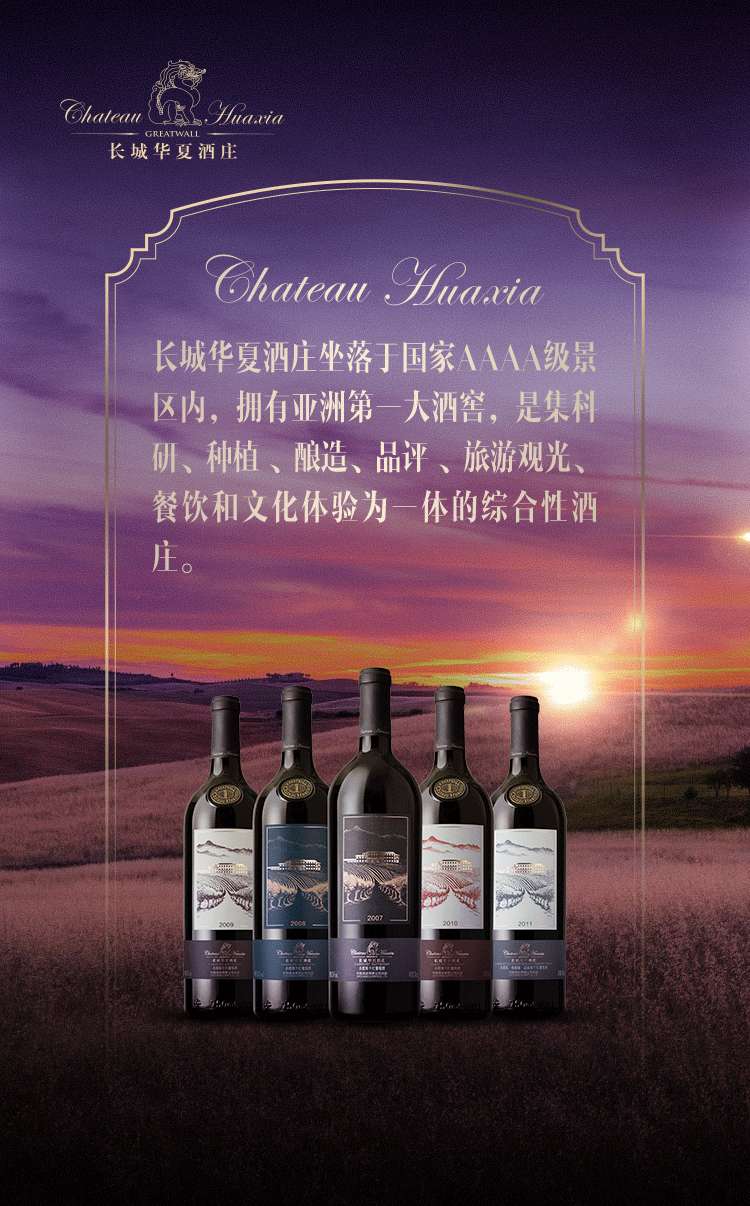 Chateau Huaxia
GREATWALL
长城华夏酒庄
Chateau Huaxia
长城华夏酒庄坐落于国家AAAA级景
区内，拥有亚洲第一大酒窖，是集科
研、种植、酿造、品评、旅游观光、
餐饮和文化体验为一体的综合性酒
庄。
2009
2008
2007
2010
2011